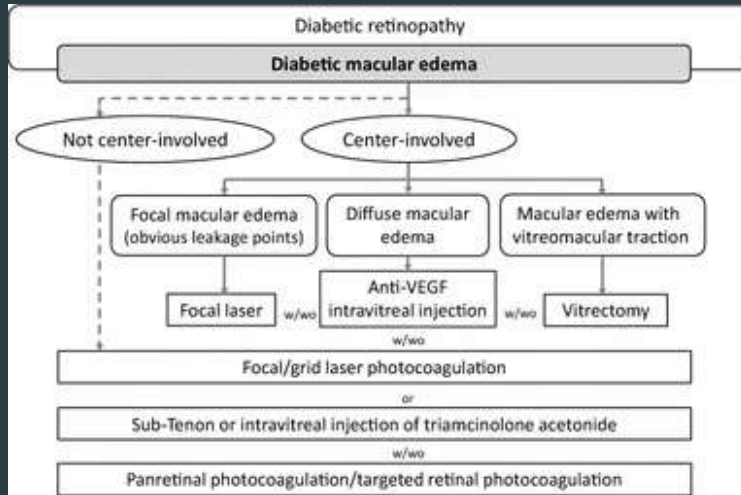 Diabetic retinopathy
Diabetic macular edema
Not center-involved
Center-involved
Focal macular edema
(obvious leakage points)
Diffuse macular
edema
Macular edema with
vitreomacular traction
Focal laser
w/wo
Anti-VEGF
intravitreal injection
w/wo
Vitrectomy
w/wo
Focal/grid laser photocoagulation
or
Sub-Tenon or intravitreal injection of triamcinolone acetonide
w/wo
Panretinal photocoagulation/targeted retinal photocoagulation